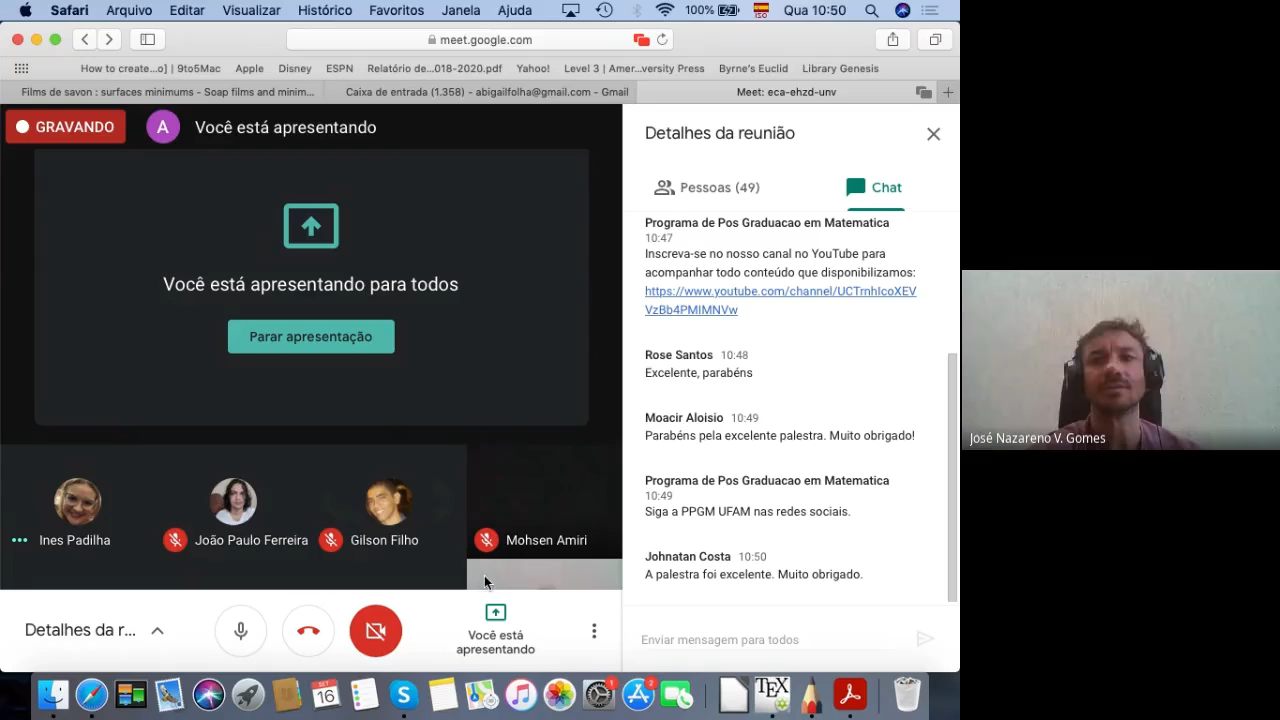 Safari Arquivo Editar Visualizar Histórico Favoritos Janela Ajuda 100% ISO Qua 10:50
meet.google.com
How to create...o] | 9to5Mac Apple Disney ESPN Relatório de...018-2020.pdf Yahoo! Level 3 | Amer...versity Press Byrne's Euclid Library Genesis
Films de savon : surfaces minimums - Soap films and minim... Caixa de entrada (1.358) - abigailfolha@gmail.com - Gmail Meet: eca-ehzd-unv
GRAVANDO A Você está apresentando
Você está apresentando para todos
Parar apresentação
Ines Padilha João Paulo Ferreira Gilson Filho Mohsen Amiri
Detalhes da r...
Você está
apresentando
Detalhes da reunião
Pessoas (49) Chat
Programa de Pos Graduacao em Matematica
10:47
Inscreva-se no nosso canal no YouTube para
acompanhar todo conteúdo que disponibilizamos:
https://www.youtube.com/channel/UCTrnhIcoXEV
VzBb4PMIMNVw
Rose Santos 10:48
Excelente, parabéns
Moacir Aloisio 10:49
Parabéns pela excelente palestra. Muito obrigado!
Programa de Pos Graduacao em Matematica
10:49
Siga a PPGM UFAM nas redes sociais.
Johnatan Costa 10:50
A palestra foi excelente. Muito obrigado.
Enviar mensagem para todos
José Nazareno V. Gomes
SET
16
1
2
TEX